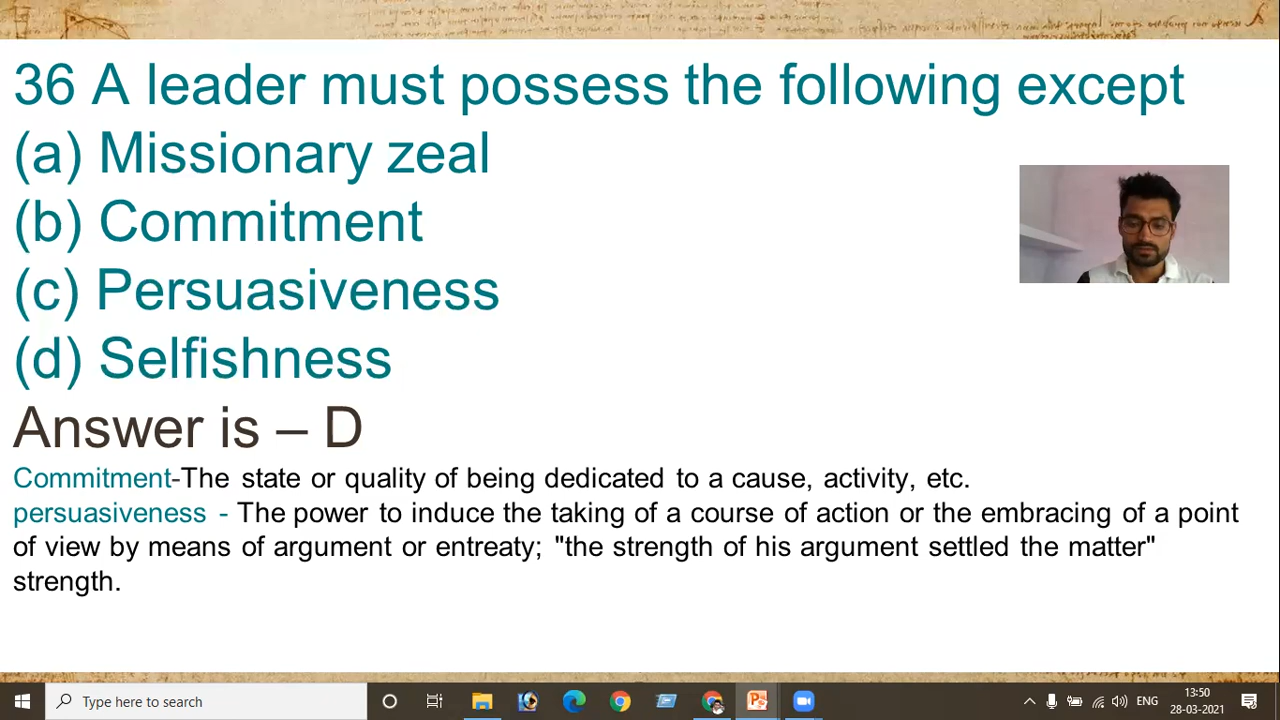 36 A leader must possess the following except
(a) Missionary zeal
(b) Commitment
(c) Persuasiveness
(d) Selfishness
Answer is – D
Commitment-The state or quality of being dedicated to a cause, activity, etc.
persuasiveness - The power to induce the taking of a course of action or the embracing of a point
of view by means of argument or entreaty; "the strength of his argument settled the matter"
strength.
Type here to search
ENG
13:50
28-03-2021